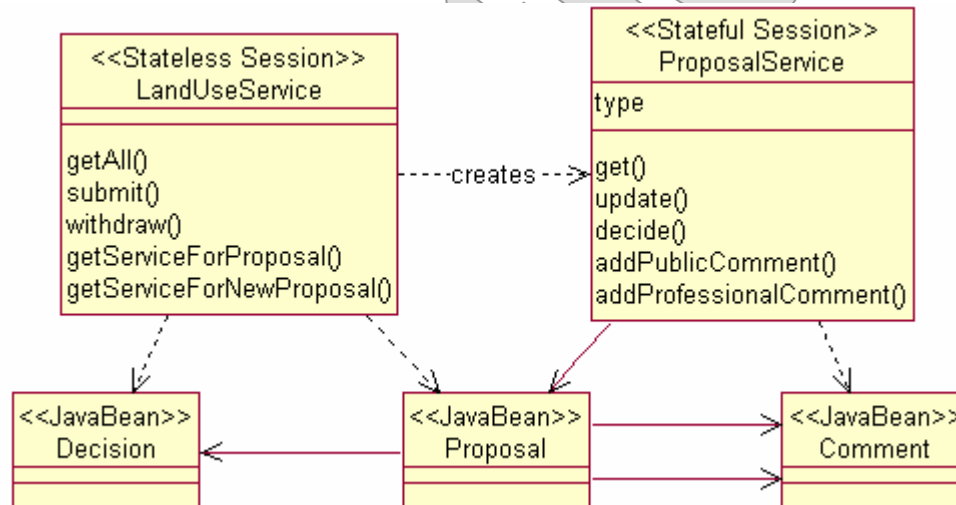 <<Stateless Session>>
LandUseService
getAll()
submit()
withdraw()
getServiceForProposal()
getServiceForNewProposal()
creates
<<Stateful Session>>
ProposalService
type
get()
update()
decide()
addPublicComment()
addProfessionalComment()
<<JavaBean>>
Decision
<<JavaBean>>
Proposal
<<JavaBean>>
Comment